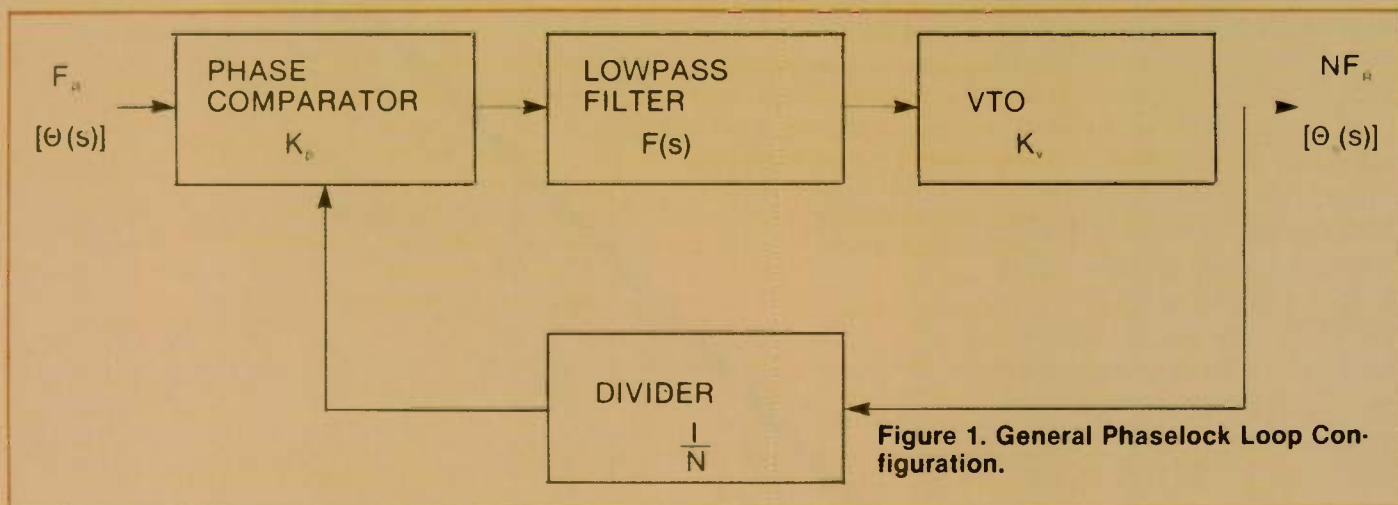 F_R
[Θ(s)]
PHASE
COMPARATOR
K_p
LOWPASS
FILTER
F(s)
VTO
K_v
NF_R
[Θ (s)]
DIVIDER
1
N
Figure 1. General Phaselock Loop Con-
figuration.